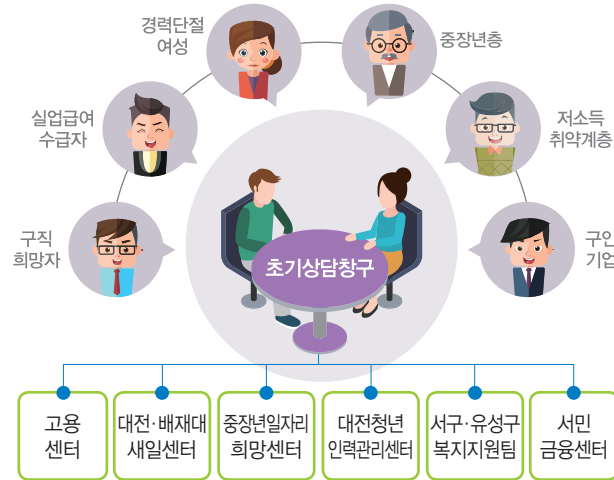 경력단절
여성
중장년층
실업급여
수급자
저소득
취약계층
구직
희망자
구인
기업
초기상담창구
고용
센터
대전·배재대
새일센터
중장년일자리
희망센터
대전청년
인력관리센터
서구·유성구
복지지원팀
서민
금융센터